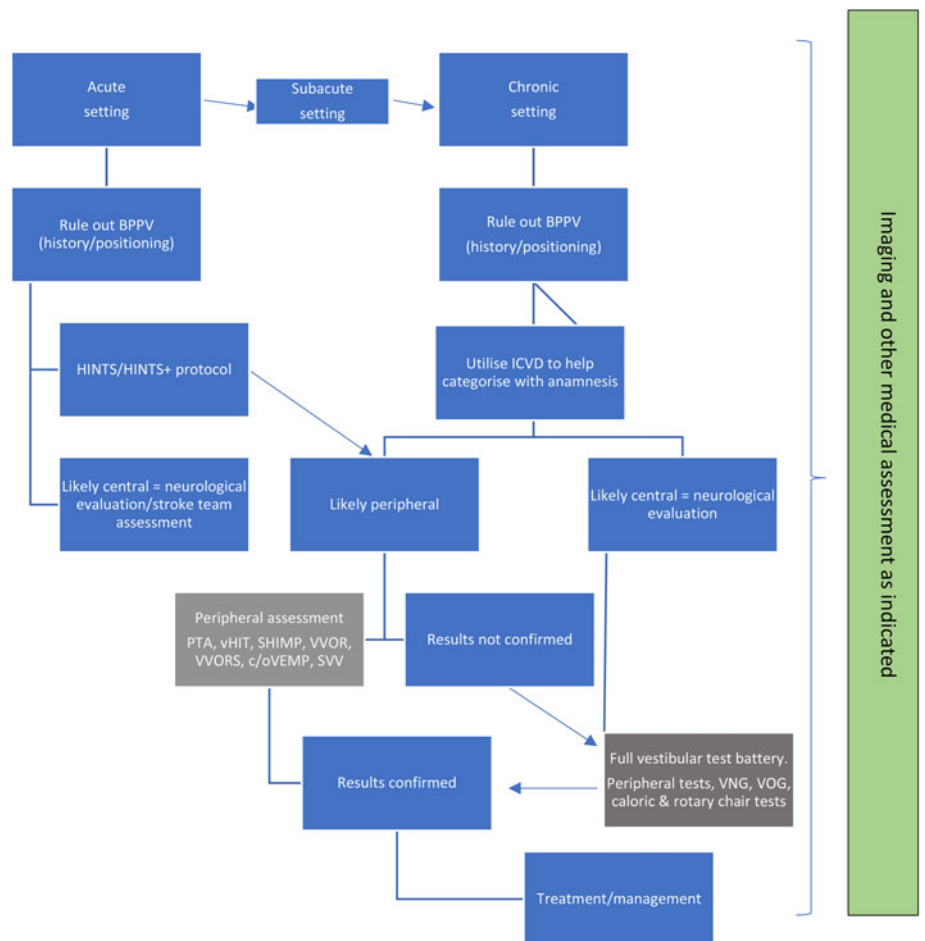 Acute
setting
Subacute
setting
Chronic
setting
Rule out BPPV
(history/positioning)
Rule out BPPV
(history/positioning)
HINTS/HINTS+ protocol
Utilise ICVD to help
categorise with anamnesis
Likely central = neurological
evaluation/stroke team
assessment
Likely peripheral
Likely central = neurological
evaluation
Peripheral assessment
PTA, vHIT, SHIMP, VVOR,
VVORS, c/oVEMP, SVV
Results not confirmed
Results confirmed
Full vestibular test battery.
Peripheral tests, VNG, VOG,
caloric & rotary chair tests
Treatment/management
Imaging and other medical assessment as indicated